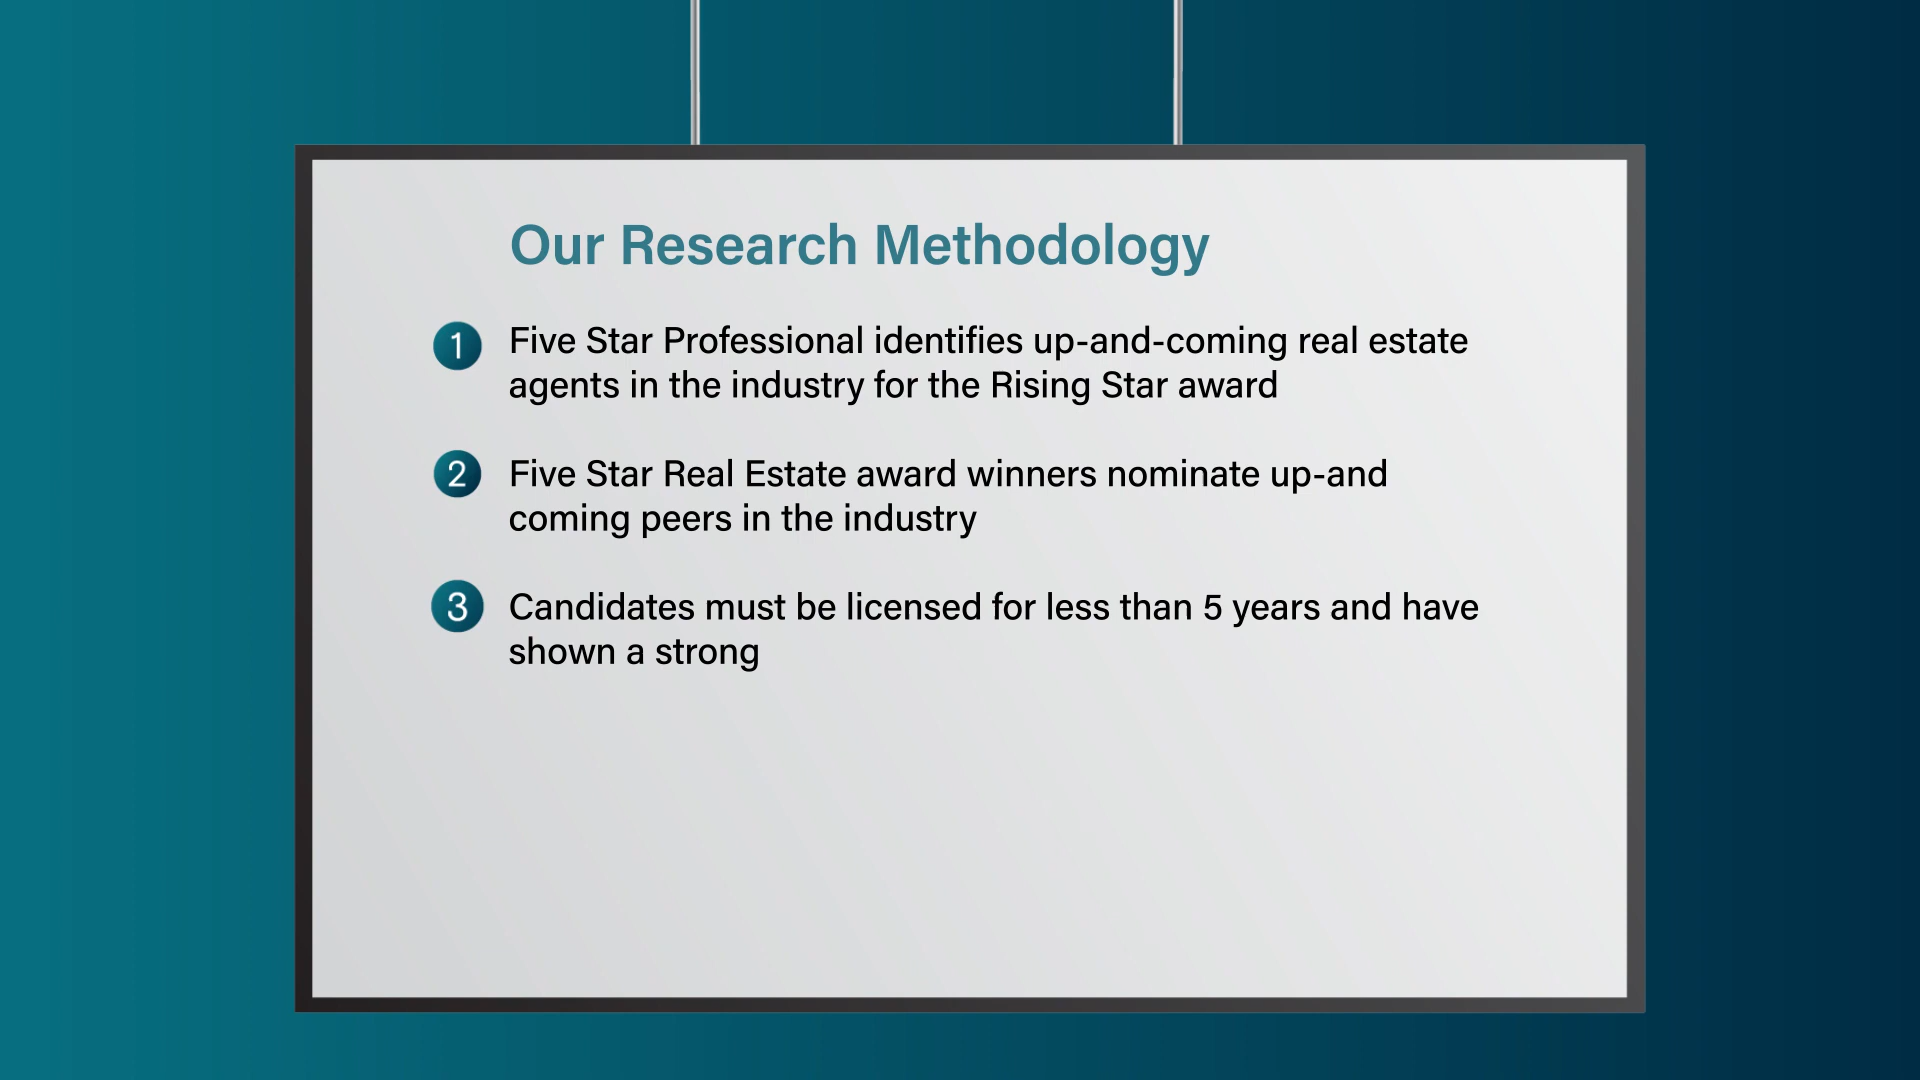 Our Research Methodology
1 Five Star Professional identifies up-and-coming real estate
agents in the industry for the Rising Star award
2 Five Star Real Estate award winners nominate up-and
coming peers in the industry
3 Candidates must be licensed for less than 5 years and have
shown a strong